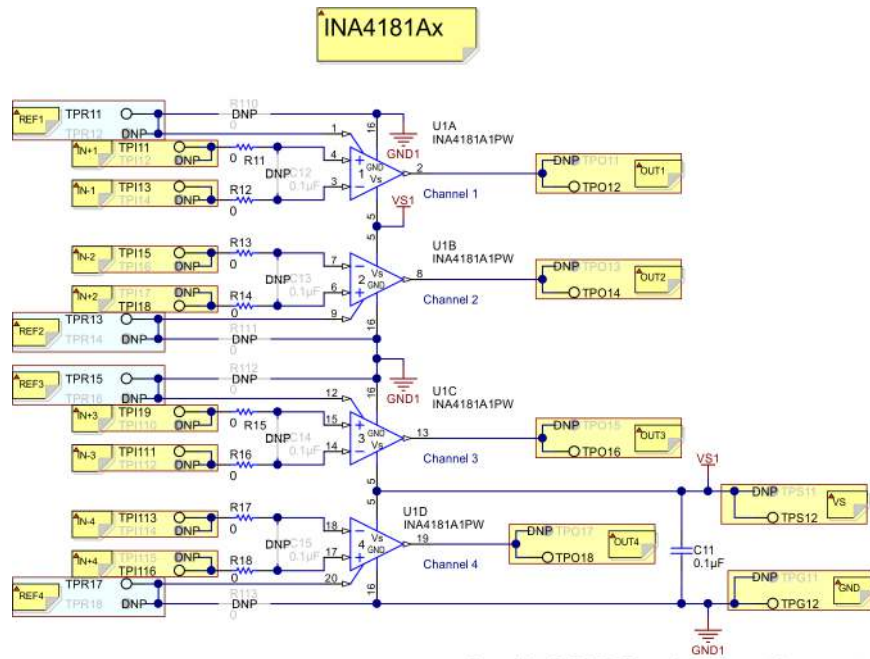 INA4181Ax
REF1 TPR11
TPR12 DNP
R110
DNP
0
1
16
GND1
U1A
INA4181A1PW
IN+1 TPI11
TPI12 DNP
0 R11
4
DNP C12
0.1µF
GND
Vs
1
2
DNP TPO11
TPO12
OUT1
IN-1 TPI13
TPI14 DNP
R12
0
3
Channel 1
5
VS1
5
IN-2 TPI15
TPI16 DNP
R13
0
7
DNP C13
0.1µF
Vs
GND
2
8
U1B
INA4181A1PW
DNP TPO13
TPO14
OUT2
IN+2 TPI17 DNP
TPI18
R14
0
6
Channel 2
REF2 TPR13
TPR14 DNP
9
R111
DNP
0
16
REF3 TPR15
TPR16 DNP
R112
DNP
0
12
16
GND1
U1C
INA4181A1PW
IN+3 TPI19
TPI110 DNP
0 R15
15
DNP C14
0.1µF
GND
Vs
3
13
DNP TPO15
TPO16
OUT3
IN-3 TPI111
TPI112 DNP
R16
0
14
Channel 3
VS1
5
5
DNP TPS11
TPS12
VS
IN-4 TPI113
TPI114 DNP
R17
0
18
DNP C15
0.1µF
Vs
GND
4
19
U1D
INA4181A1PW
DNP TPO17
TPO18
OUT4
C11
0.1µF
IN+4 TPI115 DNP
TPI116
R18
0
17
Channel 4
REF4 TPR17
TPR18 DNP
20
R113
DNP
0
16
DNP TPG11
TPG12
GND
GND1